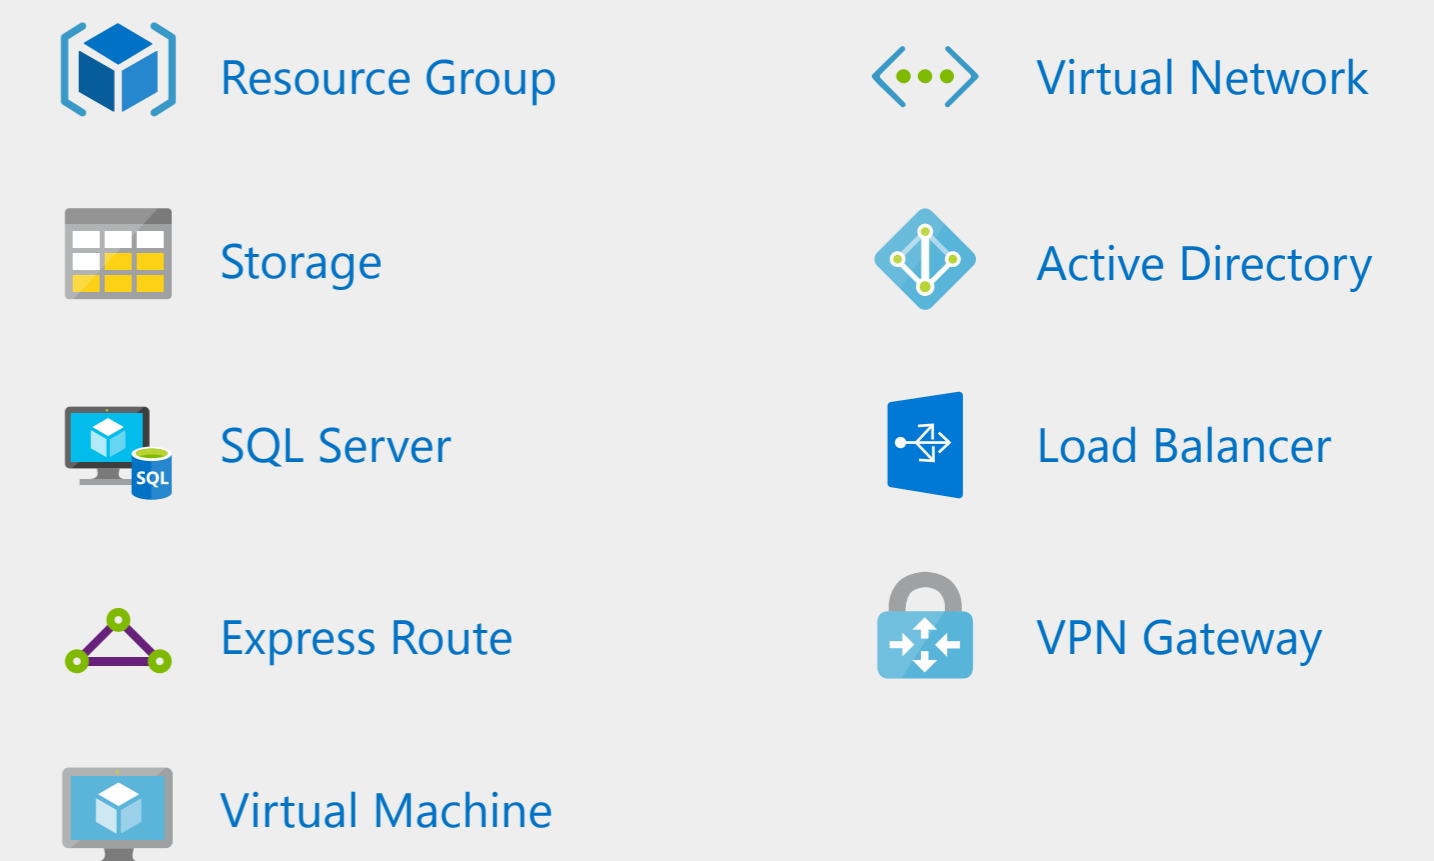 Resource Group
Virtual Network
Storage
Active Directory
SQL Server
SQL
Load Balancer
Express Route
VPN Gateway
Virtual Machine